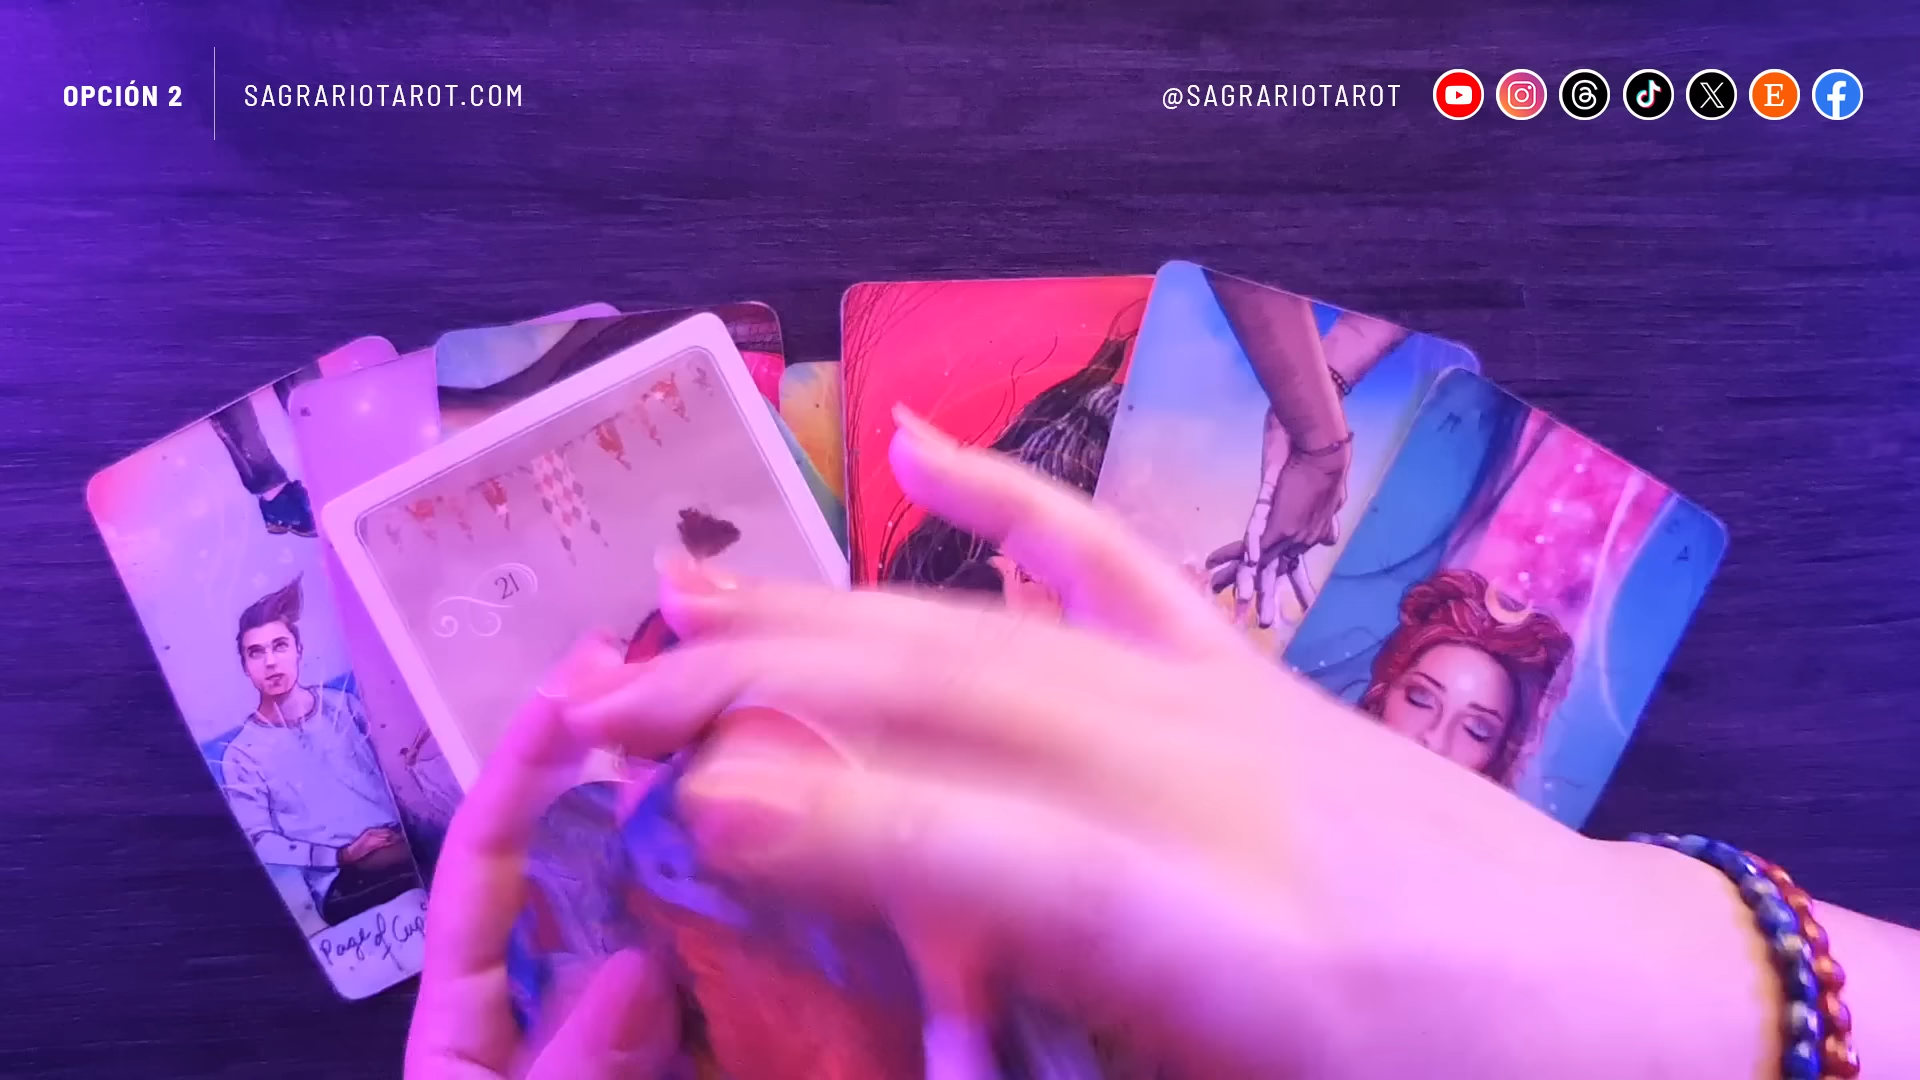 OPCIÓN 2
SAGRARIOTAROT.COM
@SAGRARIOTAROT
E
21
Page of Cup